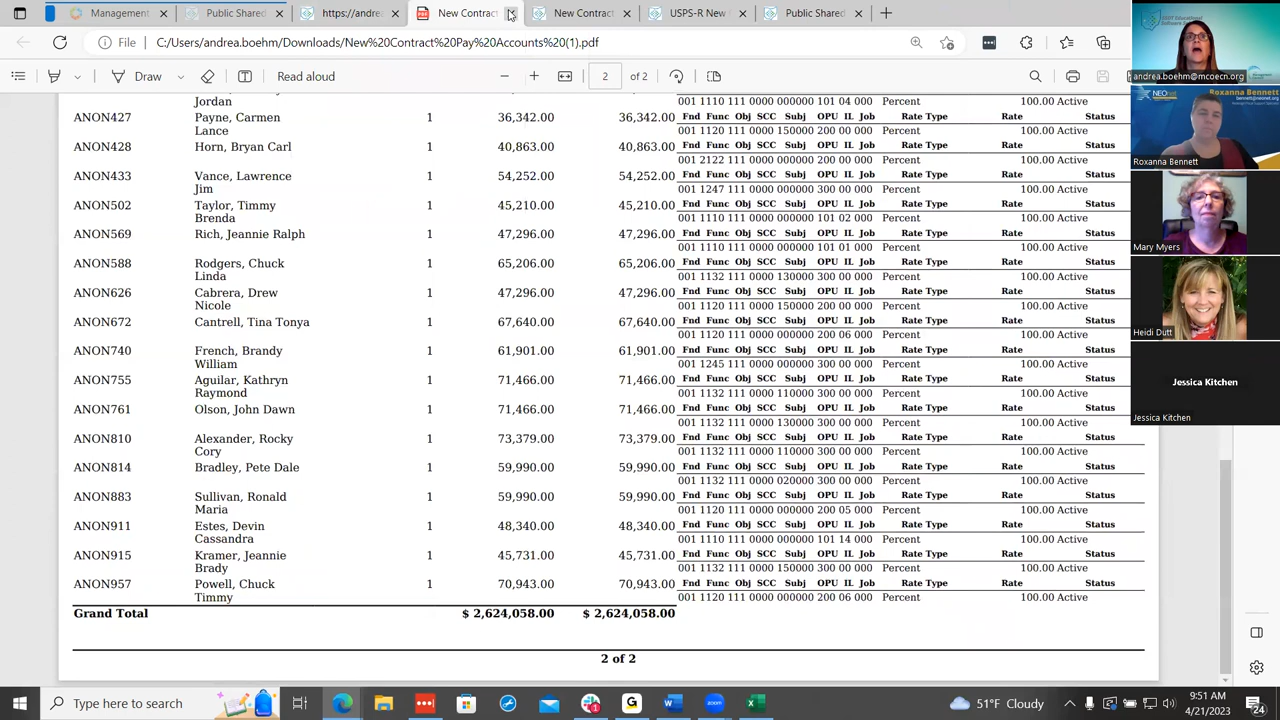 Management
Public Shared
https://andre
New Contract
New Contract
USPS-R New
Public Shared
File C:/Users/andrea.boehm/Downloads/New%20Contract%20Pay%20Accounts%20(1).pdf
Draw Read aloud 2 of 2
Jordan 001 1110 111 0000 000000 101 04 000 Percent 100.00 Active
ANON427 Payne, Carmen Lance 1 36,342.00 36,342.00 Fnd Func Obj SCC Subj OPU IL Job Rate Type Rate Status
001 1120 111 0000 150000 200 00 000 Percent 100.00 Active
ANON428 Horn, Bryan Carl 1 40,863.00 40,863.00 Fnd Func Obj SCC Subj OPU IL Job Rate Type Rate Status
001 2122 111 0000 000000 200 00 000 Percent 100.00 Active
ANON433 Vance, Lawrence Jim 1 54,252.00 54,252.00 Fnd Func Obj SCC Subj OPU IL Job Rate Type Rate Status
001 1247 111 0000 000000 300 00 000 Percent 100.00 Active
ANON502 Taylor, Timmy Brenda 1 45,210.00 45,210.00 Fnd Func Obj SCC Subj OPU IL Job Rate Type Rate Status
001 1110 111 0000 000000 101 02 000 Percent 100.00 Active
ANON569 Rich, Jeannie Ralph 1 47,296.00 47,296.00 Fnd Func Obj SCC Subj OPU IL Job Rate Type Rate Status
001 1110 111 0000 000000 101 01 000 Percent 100.00 Active
ANON588 Rodgers, Chuck Linda 1 65,206.00 65,206.00 Fnd Func Obj SCC Subj OPU IL Job Rate Type Rate Status
001 1132 111 0000 130000 300 00 000 Percent 100.00 Active
ANON626 Cabrera, Drew Nicole 1 47,296.00 47,296.00 Fnd Func Obj SCC Subj OPU IL Job Rate Type Rate Status
001 1120 111 0000 150000 200 00 000 Percent 100.00 Active
ANON672 Cantrell, Tina Tonya 1 67,640.00 67,640.00 Fnd Func Obj SCC Subj OPU IL Job Rate Type Rate Status
001 1120 111 0000 000000 200 06 000 Percent 100.00 Active
ANON740 French, Brandy William 1 61,901.00 61,901.00 Fnd Func Obj SCC Subj OPU IL Job Rate Type Rate Status
001 1245 111 0000 000000 300 00 000 Percent 100.00 Active
ANON755 Aguilar, Kathryn Raymond 1 71,466.00 71,466.00 Fnd Func Obj SCC Subj OPU IL Job Rate Type Rate Status
001 1132 111 0000 110000 300 00 000 Percent 100.00 Active
ANON761 Olson, John Dawn 1 71,466.00 71,466.00 Fnd Func Obj SCC Subj OPU IL Job Rate Type Rate Status
001 1132 111 0000 130000 300 00 000 Percent 100.00 Active
ANON810 Alexander, Rocky Cory 1 73,379.00 73,379.00 Fnd Func Obj SCC Subj OPU IL Job Rate Type Rate Status
001 1132 111 0000 110000 300 00 000 Percent 100.00 Active
ANON814 Bradley, Pete Dale 1 59,990.00 59,990.00 Fnd Func Obj SCC Subj OPU IL Job Rate Type Rate Status
001 1132 111 0000 020000 300 00 000 Percent 100.00 Active
ANON883 Sullivan, Ronald Maria 1 59,990.00 59,990.00 Fnd Func Obj SCC Subj OPU IL Job Rate Type Rate Status
001 1120 111 0000 000000 200 05 000 Percent 100.00 Active
ANON911 Estes, Devin Cassandra 1 48,340.00 48,340.00 Fnd Func Obj SCC Subj OPU IL Job Rate Type Rate Status
001 1110 111 0000 000000 101 14 000 Percent 100.00 Active
ANON915 Kramer, Jeannie Brady 1 45,731.00 45,731.00 Fnd Func Obj SCC Subj OPU IL Job Rate Type Rate Status
001 1132 111 0000 150000 300 00 000 Percent 100.00 Active
ANON957 Powell, Chuck Timmy 1 70,943.00 70,943.00 Fnd Func Obj SCC Subj OPU IL Job Rate Type Rate Status
001 1120 111 0000 000000 200 06 000 Percent 100.00 Active
Grand Total $ 2,624,058.00 $ 2,624,058.00
2 of 2
andrea.boehm@mcoecn.org
NEOnet
Roxanna Bennett
bennett@neonet.org
Roxanna Bennett
Mary Myers
Heidi Dutt
Jessica Kitchen
Jessica Kitchen
Type here to search
zoom
51°F Cloudy
9:51 AM
4/21/2023
24